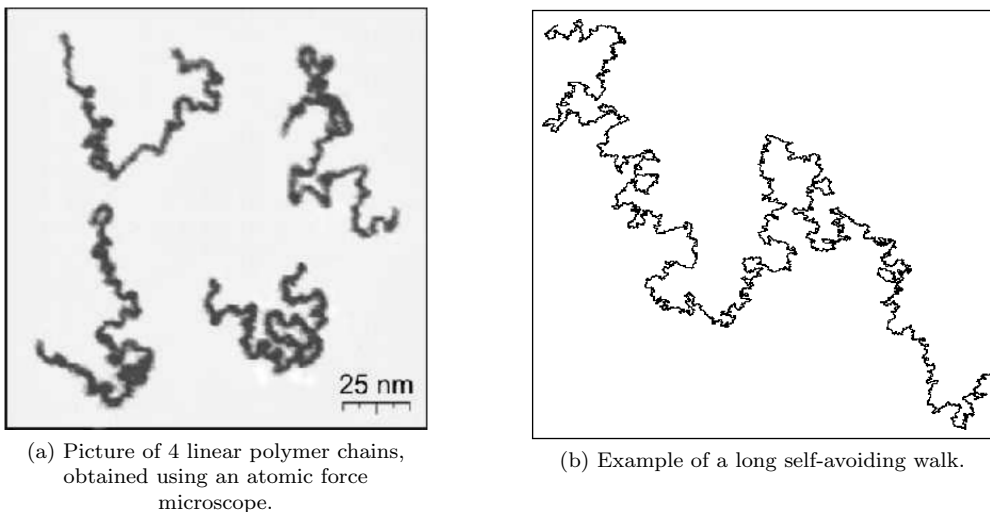 25 nm
(a) Picture of 4 linear polymer chains,
obtained using an atomic force
microscope.
(b) Example of a long self-avoiding walk.